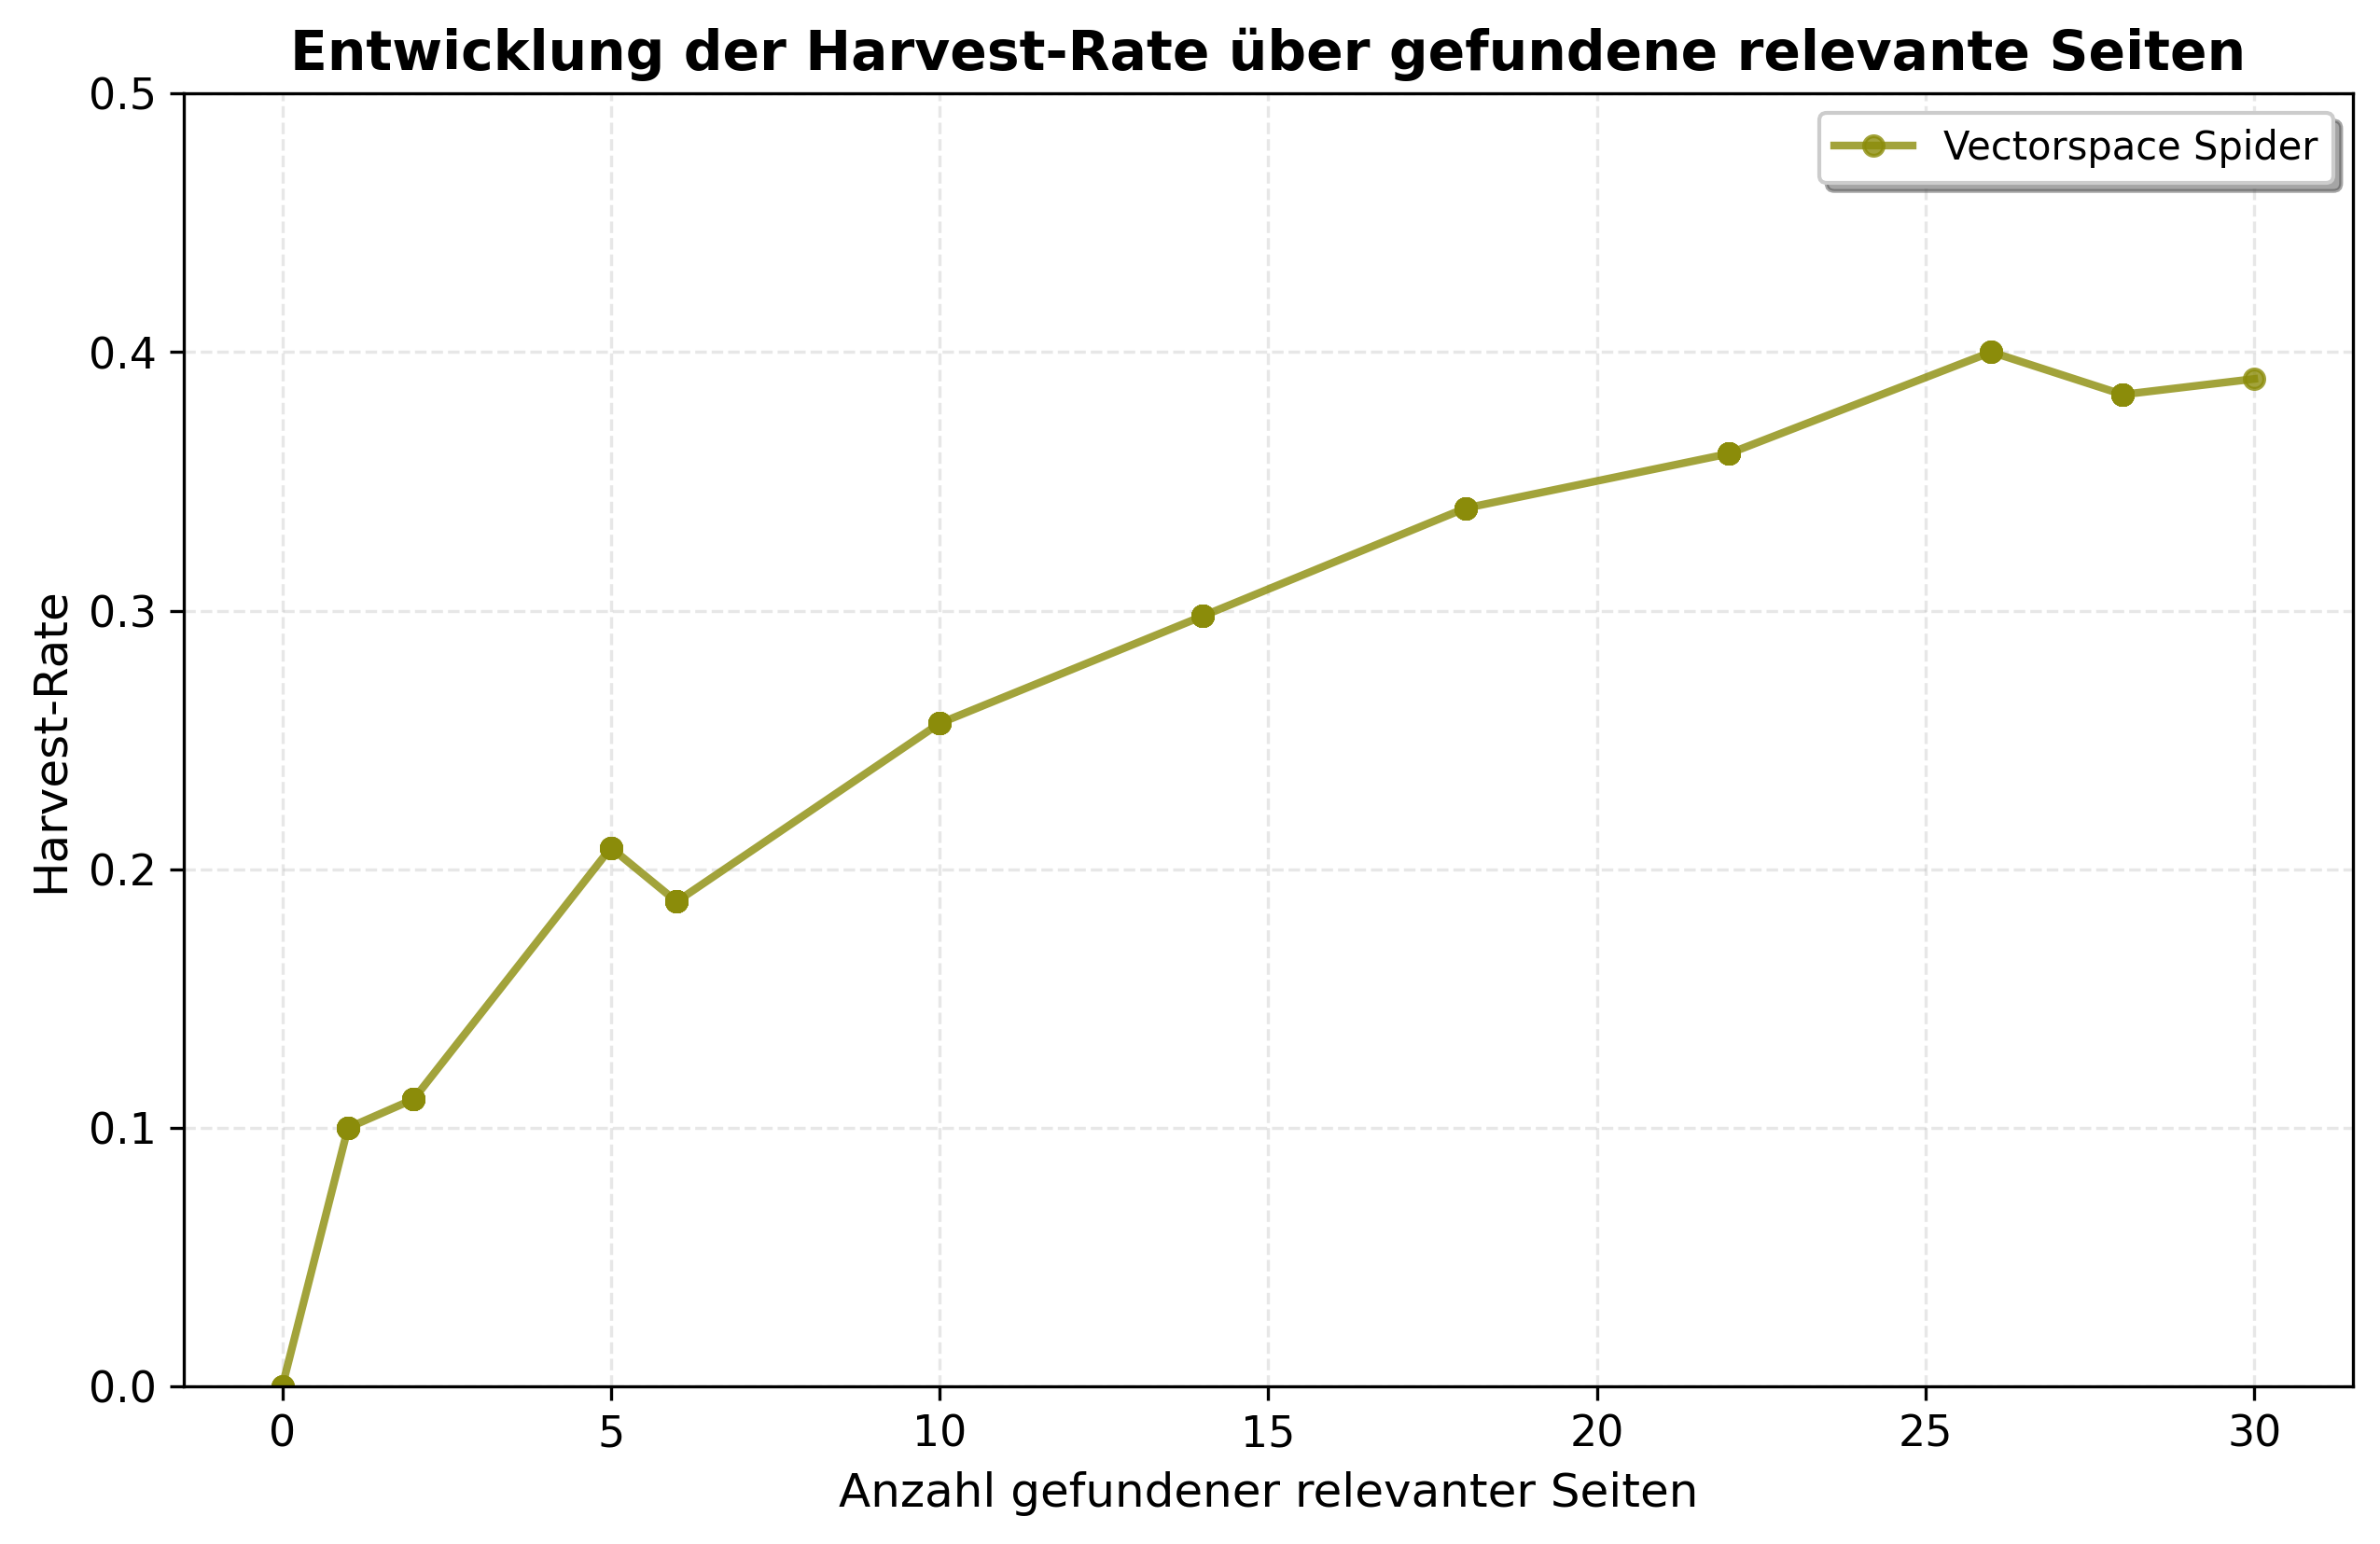 Entwicklung der Harvest-Rate über gefundene relevante Seiten
Vectorspace Spider
Harvest-Rate
0.5
0.4
0.3
0.2
0.1
0.0
0 5 10 15 20 25 30
Anzahl gefundener relevanter Seiten